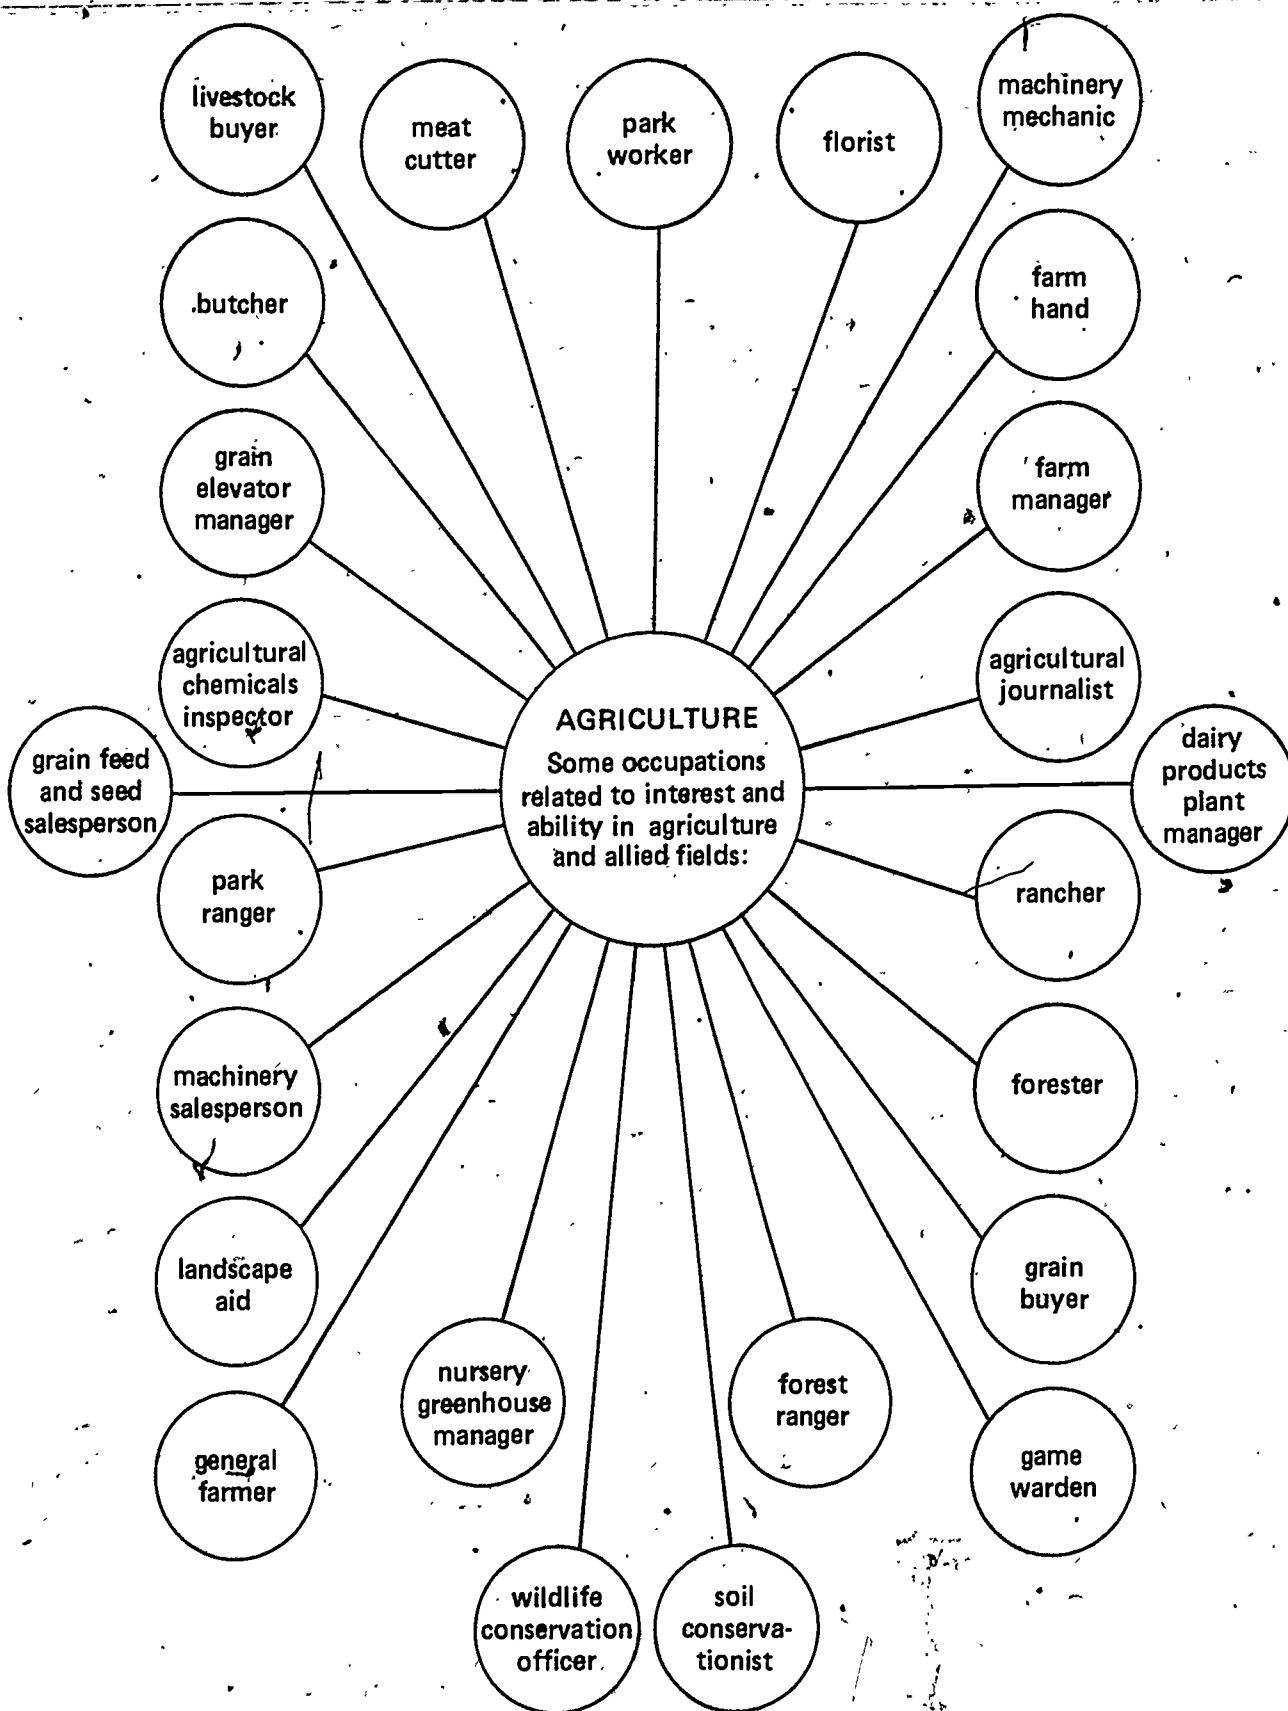 livestock
buyer
meat
cutter
park
worker
florist
machinery
mechanic
butcher
farm
hand
grain
elevator
manager
farm
manager
agricultural
chemicals
inspector
agricultural
journalist
grain feed
and seed
salesperson
AGRICULTURE
Some occupations
related to interest and
ability in agriculture
and allied fields:
dairy
products
plant
manager
park
ranger
rancher
machinery
salesperson
forester
landscape
aid
grain
buyer
nursery
greenhouse
manager
forest
ranger
general
farmer
game
warden
wildlife
conservation
officer
soil
conserva-
tionist